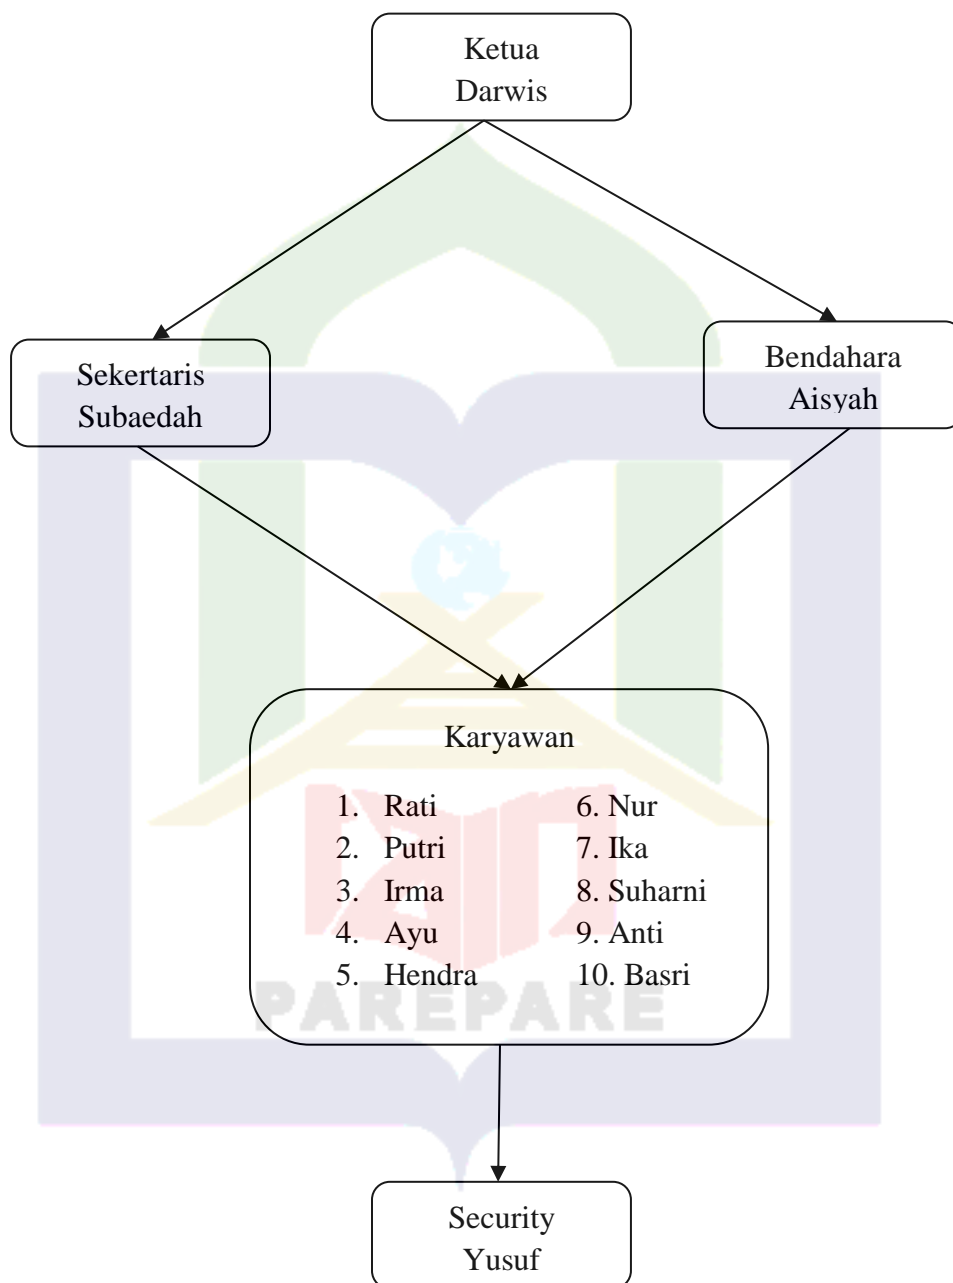 Ketua
Darwis
Sekertaris
Subaedah
Bendahara
Aisyah
Karyawan
1. Rati
2. Putri
3. Irma
4. Ayu
5. Hendra
6. Nur
7. Ika
8. Suharni
9. Anti
10. Basri
PAREPARE
Security
Yusuf